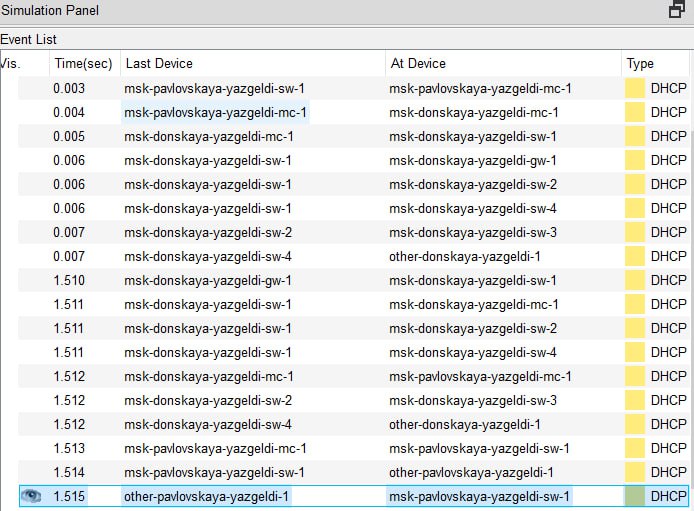 Simulation Panel
Event List
Vis. Time(sec) Last Device At Device Type
0.003 msk-pavlovskaya-yazgeldi-sw-1 msk-pavlovskaya-yazgeldi-mc-1 DHCP
0.004 msk-pavlovskaya-yazgeldi-mc-1 msk-donskaya-yazgeldi-mc-1 DHCP
0.005 msk-donskaya-yazgeldi-mc-1 msk-donskaya-yazgeldi-sw-1 DHCP
0.006 msk-donskaya-yazgeldi-sw-1 msk-donskaya-yazgeldi-gw-1 DHCP
0.006 msk-donskaya-yazgeldi-sw-1 msk-donskaya-yazgeldi-sw-2 DHCP
0.006 msk-donskaya-yazgeldi-sw-1 msk-donskaya-yazgeldi-sw-4 DHCP
0.007 msk-donskaya-yazgeldi-sw-2 msk-donskaya-yazgeldi-sw-3 DHCP
0.007 msk-donskaya-yazgeldi-sw-4 other-donskaya-yazgeldi-1 DHCP
1.510 msk-donskaya-yazgeldi-gw-1 msk-donskaya-yazgeldi-sw-1 DHCP
1.511 msk-donskaya-yazgeldi-sw-1 msk-donskaya-yazgeldi-mc-1 DHCP
1.511 msk-donskaya-yazgeldi-sw-1 msk-donskaya-yazgeldi-sw-2 DHCP
1.511 msk-donskaya-yazgeldi-sw-1 msk-donskaya-yazgeldi-sw-4 DHCP
1.512 msk-donskaya-yazgeldi-mc-1 msk-pavlovskaya-yazgeldi-mc-1 DHCP
1.512 msk-donskaya-yazgeldi-sw-2 msk-donskaya-yazgeldi-sw-3 DHCP
1.512 msk-donskaya-yazgeldi-sw-4 other-donskaya-yazgeldi-1 DHCP
1.513 msk-pavlovskaya-yazgeldi-mc-1 msk-pavlovskaya-yazgeldi-sw-1 DHCP
1.514 msk-pavlovskaya-yazgeldi-sw-1 other-pavlovskaya-yazgeldi-1 DHCP
1.515 other-pavlovskaya-yazgeldi-1 msk-pavlovskaya-yazgeldi-sw-1 DHCP